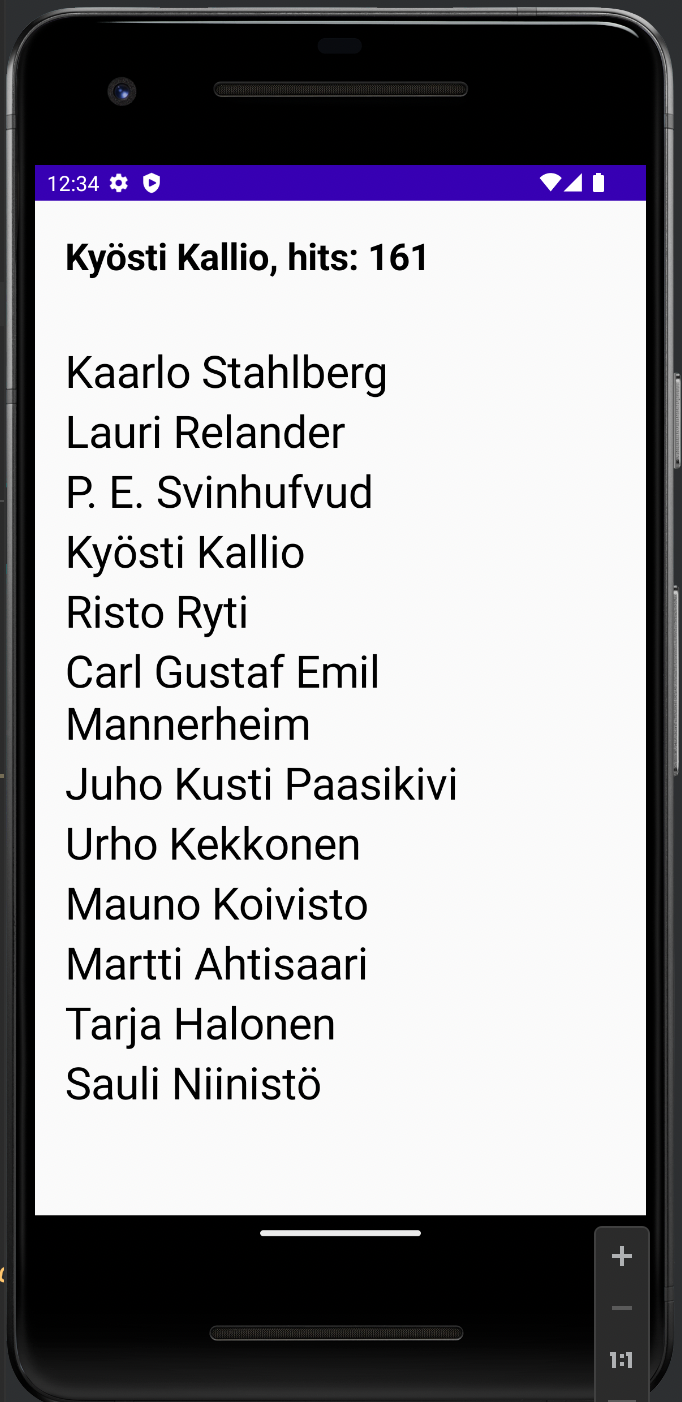 12:34
Kyösti Kallio, hits: 161
Kaarlo Stahlberg
Lauri Relander
P. E. Svinhufvud
Kyösti Kallio
Risto Ryti
Carl Gustaf Emil
Mannerheim
Juho Kusti Paasikivi
Urho Kekkonen
Mauno Koivisto
Martti Ahtisaari
Tarja Halonen
Sauli Niinistö
1:1